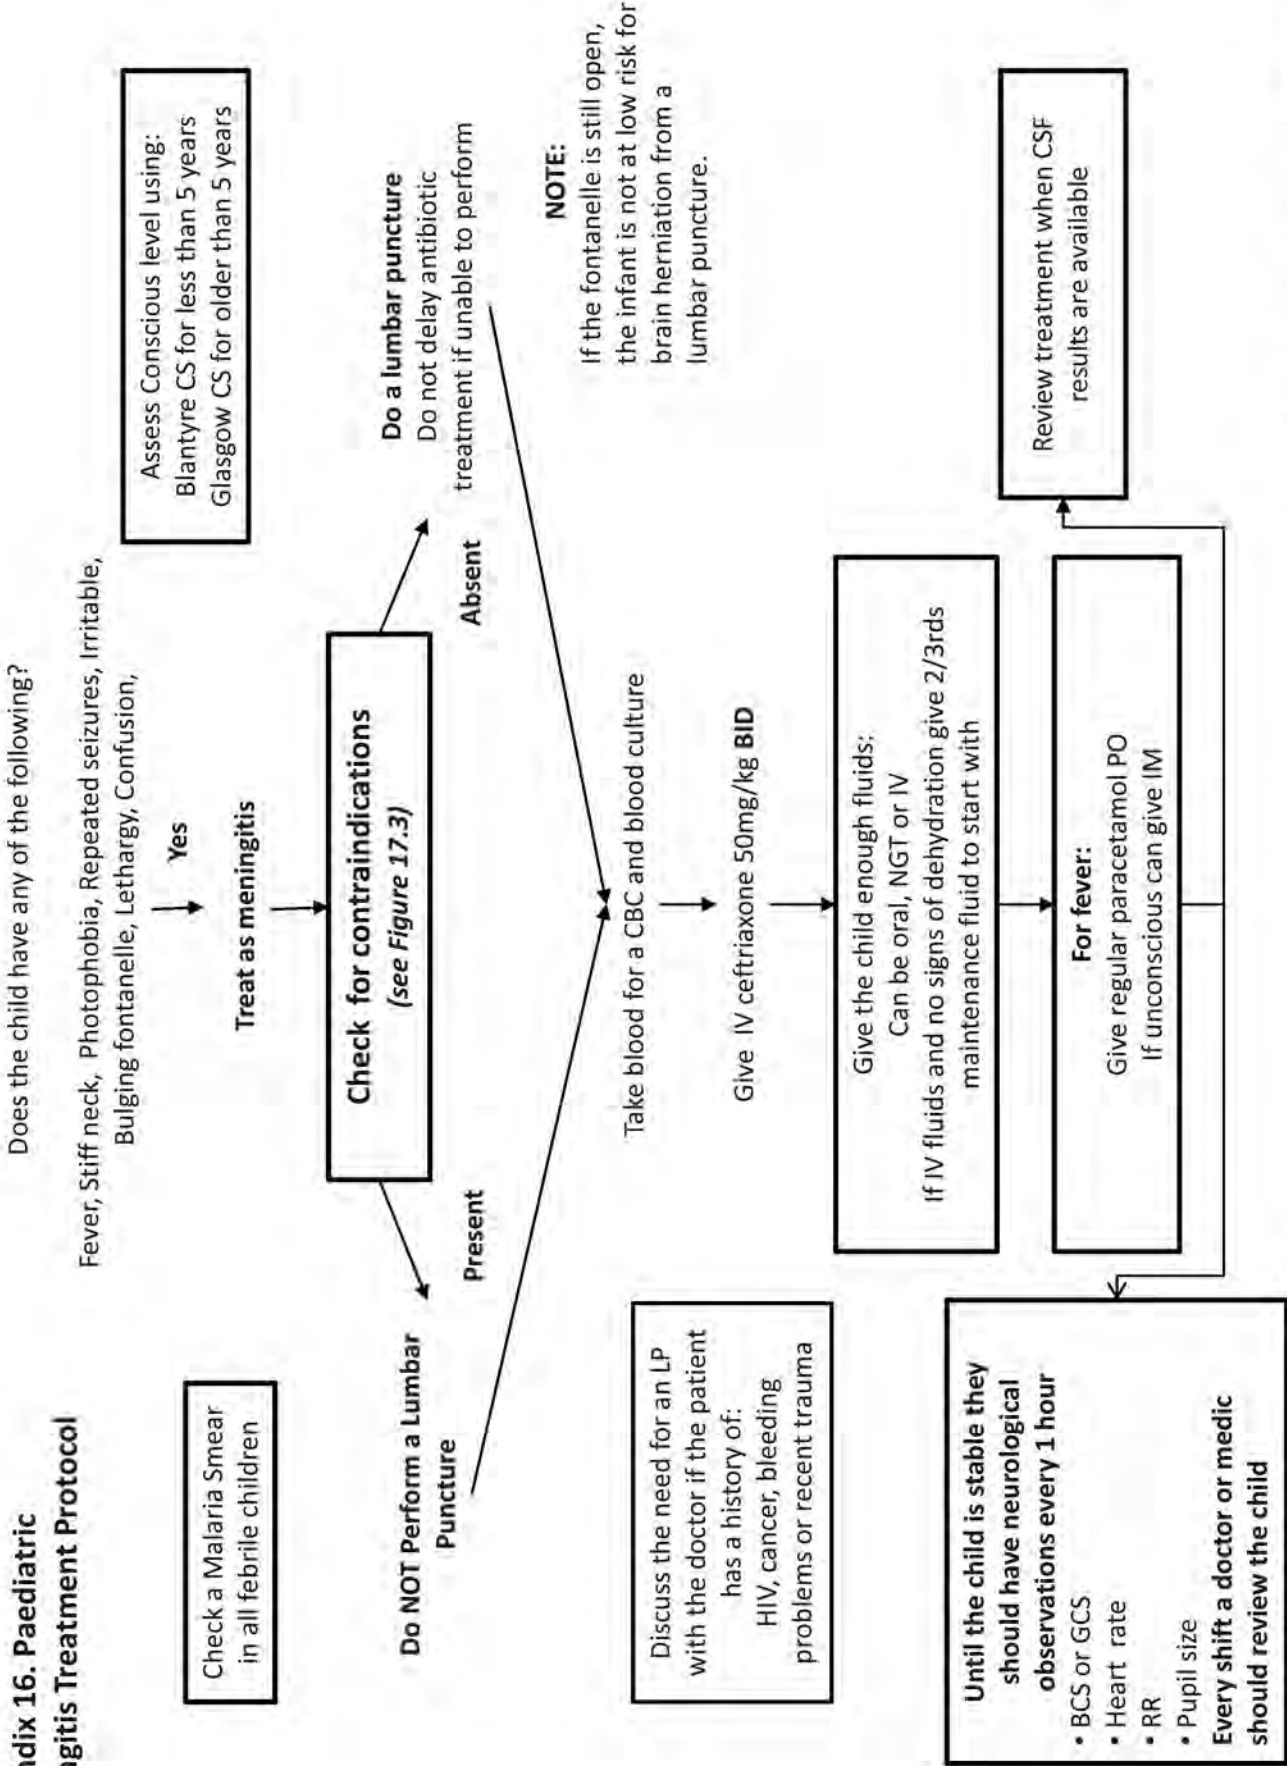 ndix 16. Paediatric
gitis Treatment Protocol
Does the child have any of the following?
Fever, Stiff neck, Photophobia, Repeated seizures, Irritable,
Bulging fontanelle, Lethargy, Confusion,
Yes
Treat as meningitis
Check a Malaria Smear
in all febrile children
Assess Conscious level using:
Blantyre CS for less than 5 years
Glasgow CS for older than 5 years
Check for contraindications
(see Figure 17.3)
Present
Absent
Do NOT Perform a Lumbar
Puncture
Do a lumbar puncture
Do not delay antibiotic
treatment if unable to perform
NOTE:
If the fontanelle is still open,
the infant is not at low risk for
brain herniation from a
lumbar puncture.
Take blood for a CBC and blood culture
Discuss the need for an LP
with the doctor if the patient
has a history of:
HIV, cancer, bleeding
problems or recent trauma
Give IV ceftriaxone 50mg/kg BID
Give the child enough fluids:
Can be oral, NGT or IV
If IV fluids and no signs of dehydration give 2/3rds
maintenance fluid to start with
For fever:
Give regular paracetamol PO
If unconscious can give IM
Until the child is stable they
should have neurological
observations every 1 hour
• BCS or GCS
• Heart rate
• RR
• Pupil size
Every shift a doctor or medic
should review the child
Review treatment when CSF
results are available